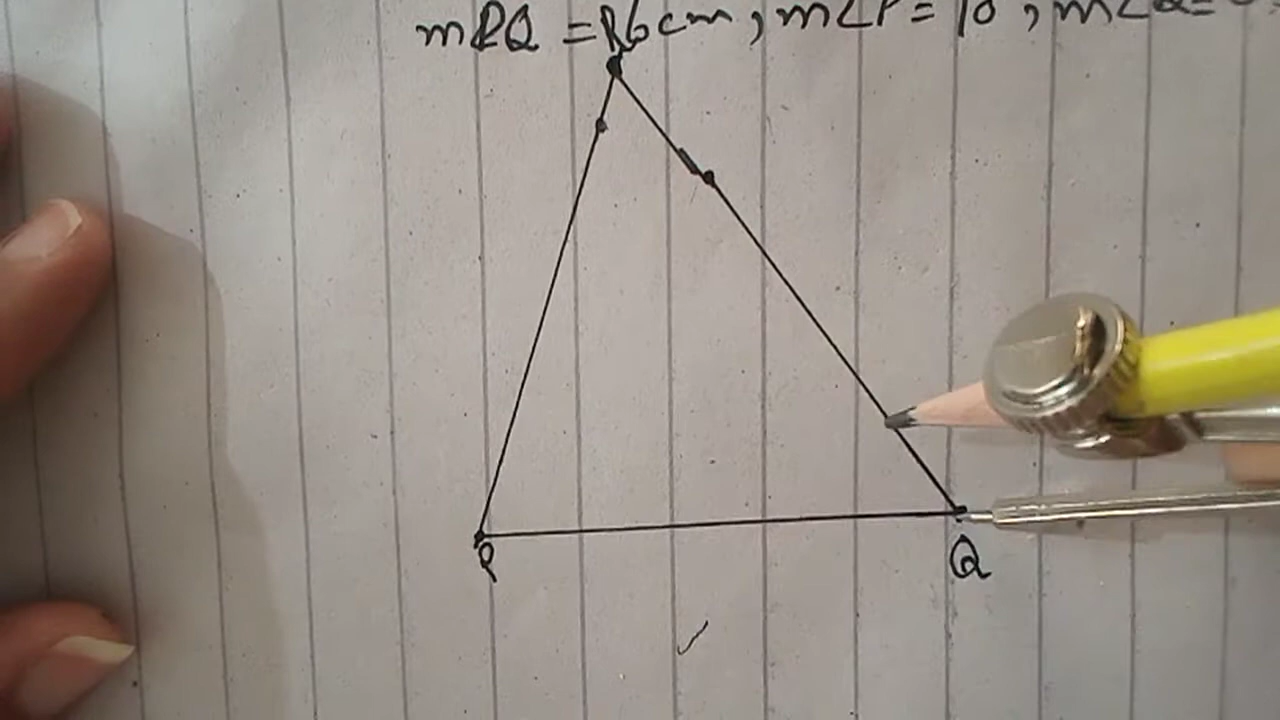 mPQ = 6cm, m∠P = 70°, m∠Q=
R
P
Q